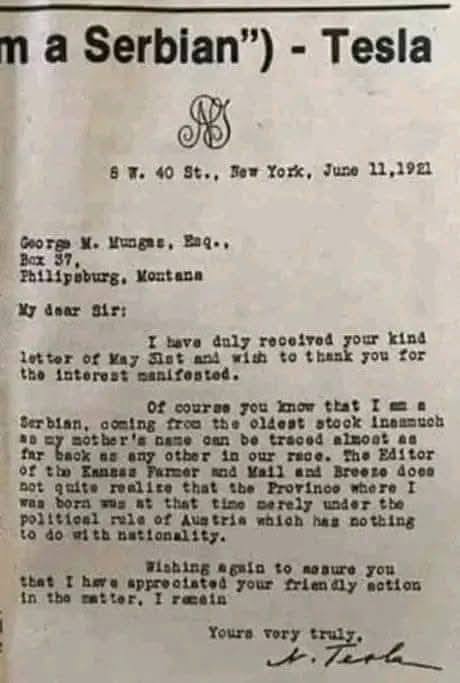 m a Serbian") - Tesla
NT
8 W. 40 St., New York, June 11,1921
George M. Mungas, Esq.,
Box 37,
Philipsburg, Montana
My dear Sir:
I have duly received your kind
letter of May 31st and wish to thank you for
the interest manifested.
Of course you know that I am a
Serbian, coming from the oldest stock inasmuch
as my mother's name can be traced almost as
far back as any other in our race. The Editor
of the Kansas Farmer and Mail and Breeze does
not quite realize that the Province where I
was born was at that time merely under the
political rule of Austria which has nothing
to do with nationality.
Wishing again to assure you
that I have appreciated your friendly action
in the matter, I remain
Yours very truly,
N. Tesla